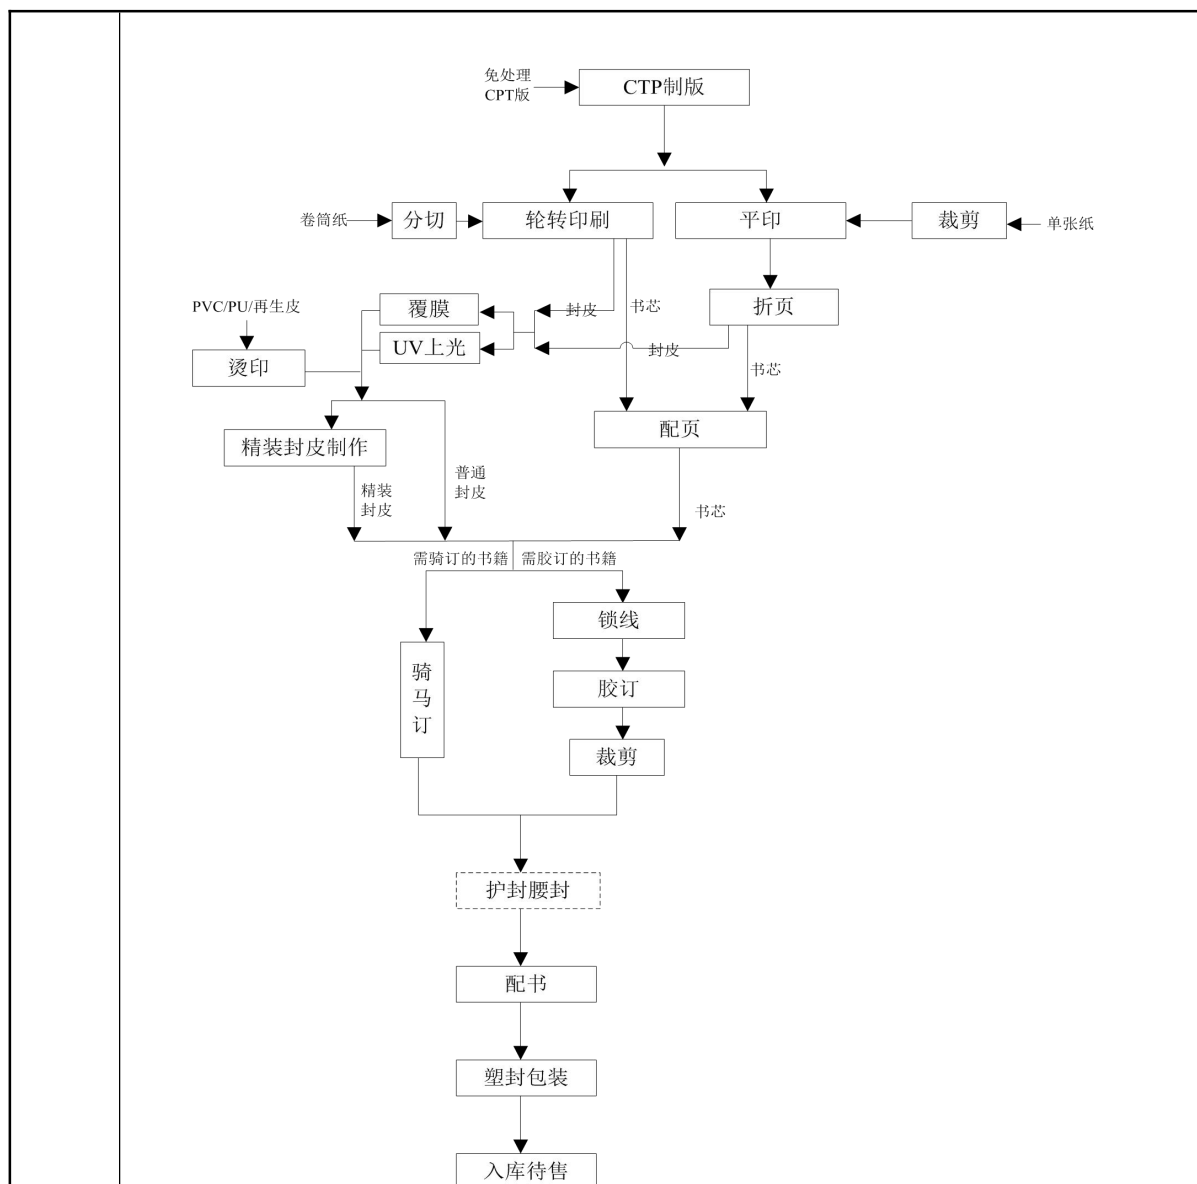 免处理
CPT版
CTP制版
卷筒纸
分切
轮转印刷
平印
裁剪
单张纸
PVC/PU/再生皮
覆膜
封皮
书芯
折页
UV上光
封皮
烫印
书芯
配页
精装封皮制作
普通
封皮
精装
封皮
书芯
需骑订的书籍
需胶订的书籍
锁线
骑
马
订
胶订
裁剪
护封腰封
配书
塑封包装
入库待售